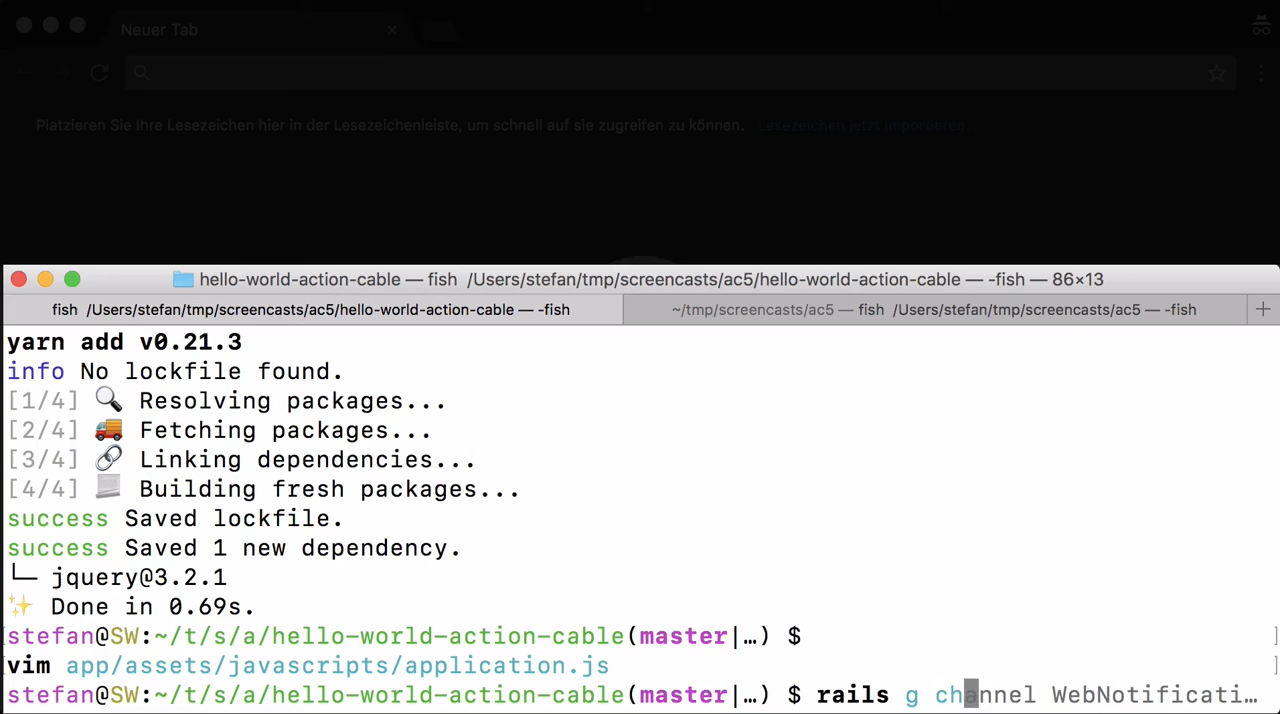 Neuer Tab
Platzieren Sie Ihre Lesezeichen hier in der Lesezeichenleiste, um schnell auf sie zugreifen zu können. Lesezeichen jetzt importieren...
hello-world-action-cable — fish /Users/stefan/tmp/screencasts/ac5/hello-world-action-cable — -fish — 86×13
fish /Users/stefan/tmp/screencasts/ac5/hello-world-action-cable — -fish
~/tmp/screencasts/ac5 — fish /Users/stefan/tmp/screencasts/ac5 — -fish
yarn add v0.21.3
info No lockfile found.
[1/4] 🔍 Resolving packages...
[2/4] 🚚 Fetching packages...
[3/4] 🔗 Linking dependencies...
[4/4] 📃 Building fresh packages...
success Saved lockfile.
success Saved 1 new dependency.
└─ jquery@3.2.1
✨ Done in 0.69s.
stefan@SW:~/t/s/a/hello-world-action-cable(master|…) $
vim app/assets/javascripts/application.js
stefan@SW:~/t/s/a/hello-world-action-cable(master|…) $ rails g channel WebNotificati…